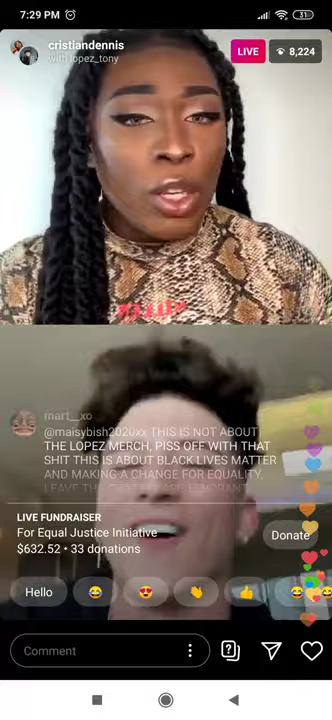 7:29 PM
31
cristiandennis
with lopez_tony
LIVE
8,224
mart__xo
@maisybish2020xx THIS IS NOT ABOUT
THE LOPEZ MERCH, PISS OFF WITH THAT
SHIT THIS IS ABOUT BLACK LIVES MATTER
AND MAKING A CHANGE FOR EQUALITY.
LIVE FUNDRAISER
For Equal Justice Initiative
$632.52 • 33 donations
Donate
Hello
Comment